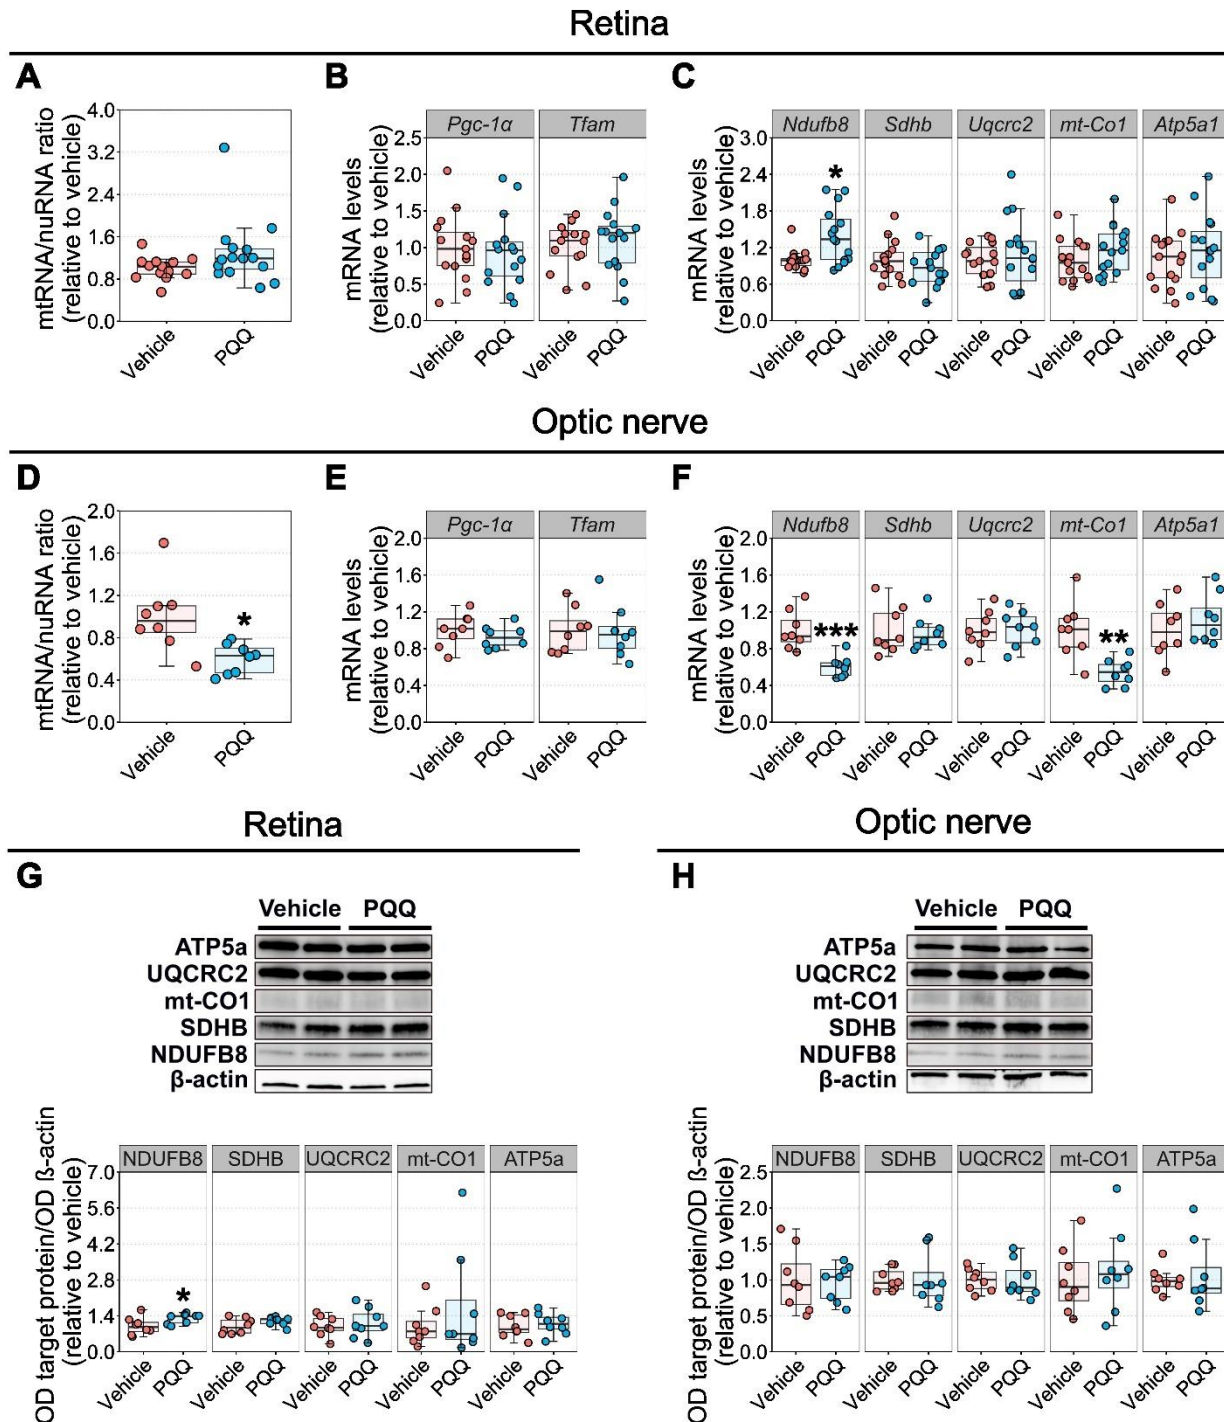 Retina
A
B
C
mtRNA/nuRNA ratio
(relative to vehicle)
4.0
3.2
2.4
1.6
0.8
0.0
Vehicle
PQQ
mRNA levels
(relative to vehicle)
Pgc-1α
Tfam
2.5
2.0
1.5
1.0
0.5
0.0
Vehicle
PQQ
Vehicle
PQQ
mRNA levels
(relative to vehicle)
Ndufb8
Sdhb
Uqcrc2
mt-Co1
Atp5a1
3.0
2.4
1.8
1.2
0.6
0.0
*
Vehicle
PQQ
Vehicle
PQQ
Vehicle
PQQ
Vehicle
PQQ
Vehicle
PQQ
Optic nerve
D
E
F
mtRNA/nuRNA ratio
(relative to vehicle)
2.0
1.6
1.2
0.8
0.4
0.0
*
Vehicle
PQQ
mRNA levels
(relative to vehicle)
Pgc-1α
Tfam
2.0
1.6
1.2
0.8
0.4
0.0
Vehicle
PQQ
Vehicle
PQQ
mRNA levels
(relative to vehicle)
Ndufb8
Sdhb
Uqcrc2
mt-Co1
Atp5a1
2.0
1.6
1.2
0.8
0.4
0.0
***
**
Vehicle
PQQ
Vehicle
PQQ
Vehicle
PQQ
Vehicle
PQQ
Vehicle
PQQ
Retina
G
Vehicle PQQ
ATP5a
UQCRC2
mt-CO1
SDHB
NDUFB8
β-actin
OD target protein/OD ß-actin
(relative to vehicle)
NDUFB8
SDHB
UQCRC2
mt-CO1
ATP5a
7.0
5.6
4.2
2.8
1.4
0.0
*
Vehicle
PQQ
Vehicle
PQQ
Vehicle
PQQ
Vehicle
PQQ
Vehicle
PQQ
Optic nerve
H
Vehicle PQQ
ATP5a
UQCRC2
mt-CO1
SDHB
NDUFB8
β-actin
OD target protein/OD ß-actin
(relative to vehicle)
NDUFB8
SDHB
UQCRC2
mt-CO1
ATP5a
2.5
2.0
1.5
1.0
0.5
0.0
Vehicle
PQQ
Vehicle
PQQ
Vehicle
PQQ
Vehicle
PQQ
Vehicle
PQQ